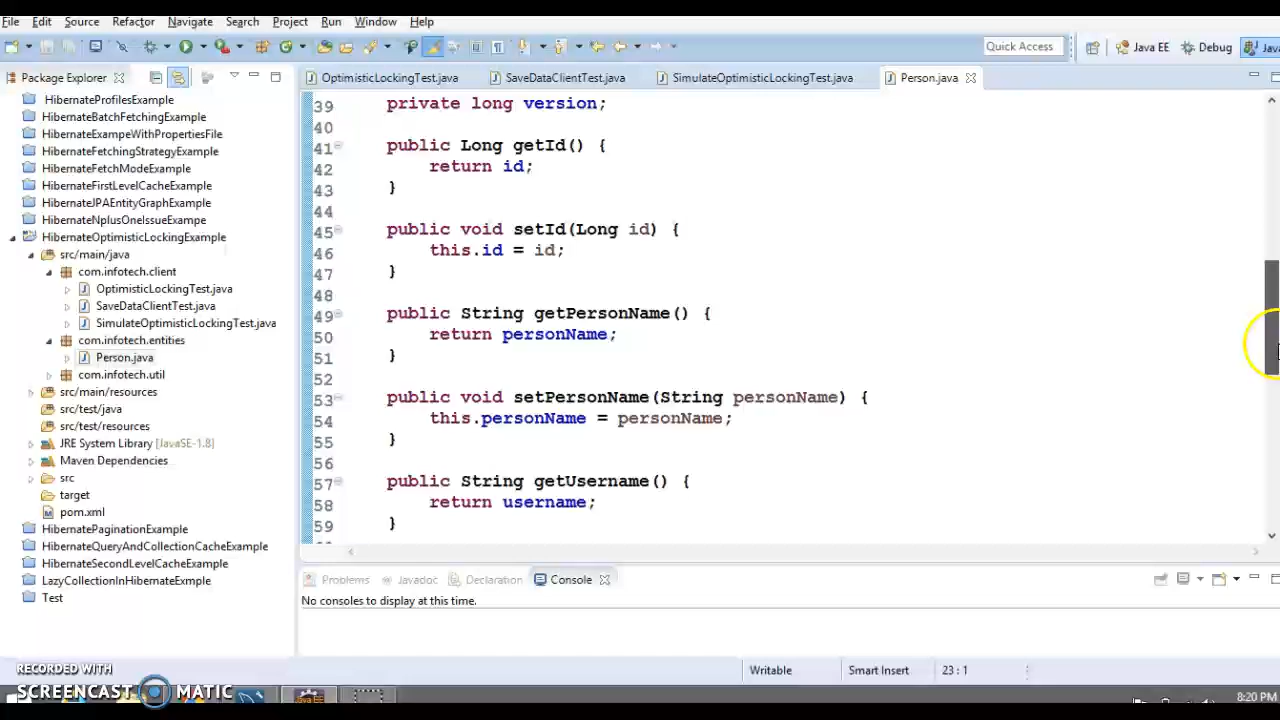 File Edit Source Refactor Navigate Search Project Run Window Help
Quick Access Java EE Debug Java
Package Explorer OptimisticLockingTest.java SaveDataClientTest.java SimulateOptimisticLockingTest.java Person.java
HibernateProfilesExample
HibernateBatchFetchingExample
HibernateExampeWithPropertiesFile
HibernateFetchingStrategyExample
HibernateFetchModeExample
HibernateFirstLevelCacheExample
HibernateJPAEntityGraphExample
HibernateNplusOneIssueExampe
HibernateOptimisticLockingExample
src/main/java
com.infotech.client
OptimisticLockingTest.java
SaveDataClientTest.java
SimulateOptimisticLockingTest.java
com.infotech.entities
Person.java
com.infotech.util
src/main/resources
src/test/java
src/test/resources
JRE System Library [JavaSE-1.8]
Maven Dependencies
src
target
pom.xml
HibernatePaginationExample
HibernateQueryAndCollectionCacheExample
HibernateSecondLevelCacheExample
LazyCollectionInHibernateExmple
Test
39 private long version;
40
41 public Long getId() {
42 return id;
43 }
44
45 public void setId(Long id) {
46 this.id = id;
47 }
48
49 public String getPersonName() {
50 return personName;
51 }
52
53 public void setPersonName(String personName) {
54 this.personName = personName;
55 }
56
57 public String getUsername() {
58 return username;
59 }
Problems Javadoc Declaration Console
No consoles to display at this time.
Writable Smart Insert 23 : 1
RECORDED WITH
SCREENCAST MATIC
8:20 PM